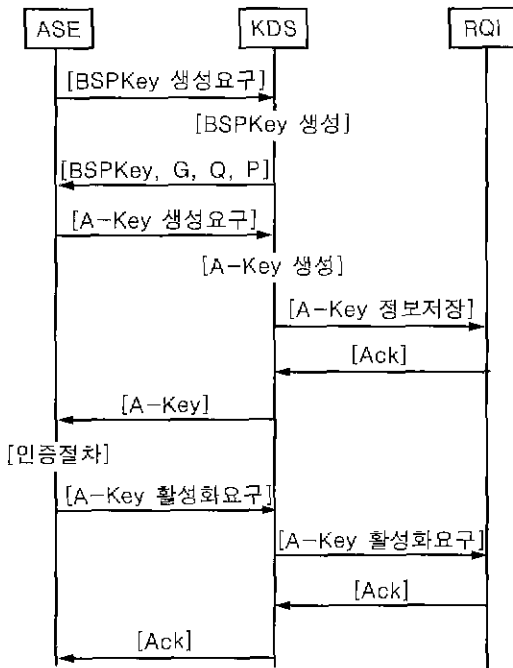 ASE KDS RQI
[BSPKey 생성요구]
[BSPKey 생성]
[BSPKey, G, Q, P]
[A-Key 생성요구]
[A-Key 생성]
[A-Key 정보저장]
[Ack]
[A-Key]
[인증절차]
[A-Key 활성화요구]
[A-Key 활성화요구]
[Ack]
[Ack]